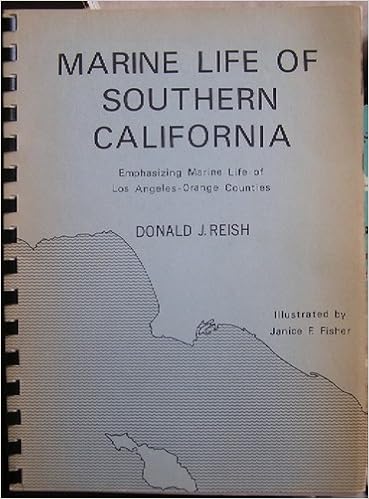 MARINE LIFE OF
SOUTHERN
CALIFORNIA
Emphasizing Marine Life of
Los Angeles-Orange Counties
DONALD J. REISH
Illustrated by
Janice F. Fisher